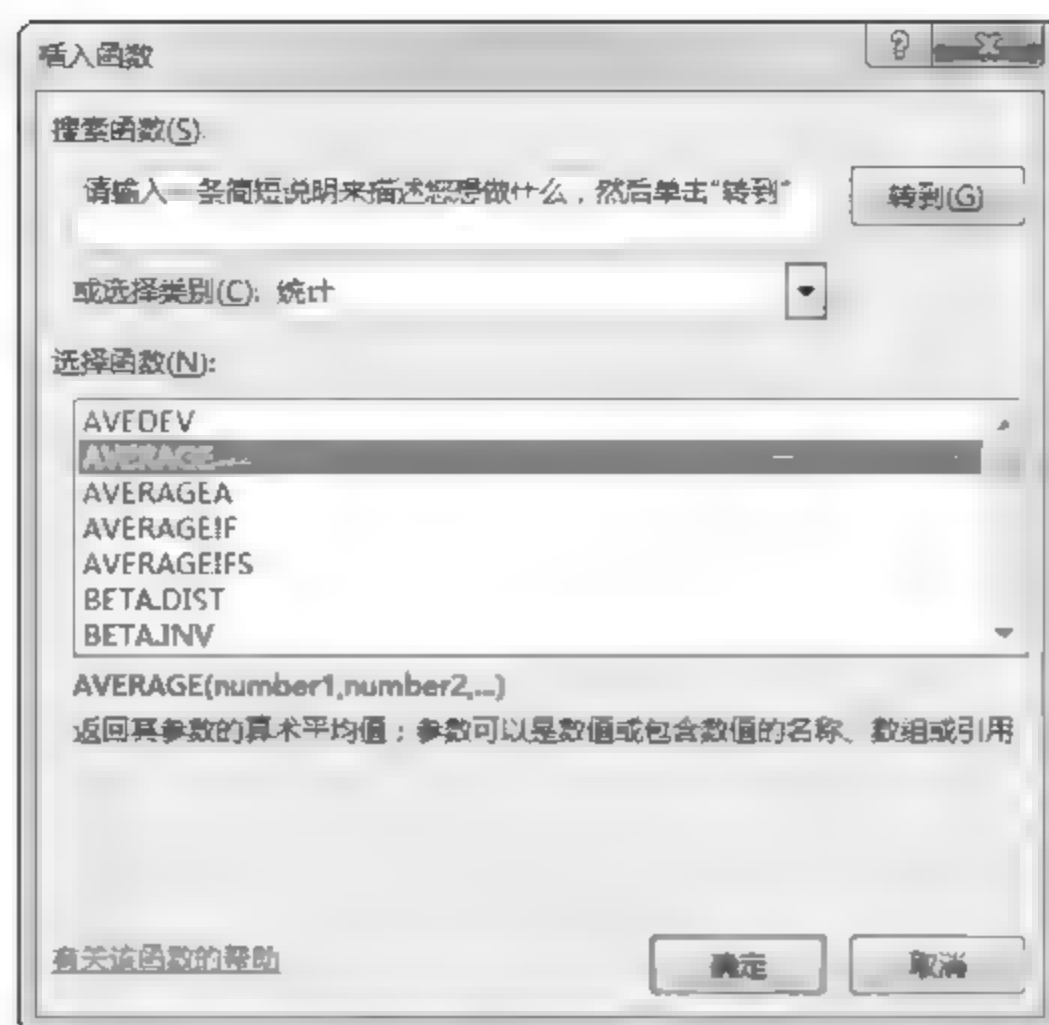 插入函数
搜索函数(S)
请输入一条简短说明来描述您想做什么，然后单击“转到”
转到(G)
或选择类别(C): 统计
选择函数(N):
AVEDEV
AVERAGE
AVERAGEA
AVERAGEIF
AVERAGEIFS
BETA.DIST
BETA.INV
AVERAGE(number1,number2,...)
返回其参数的算术平均值；参数可以是数值或包含数值的名称、数组或引用
有关该函数的帮助
确定
取消